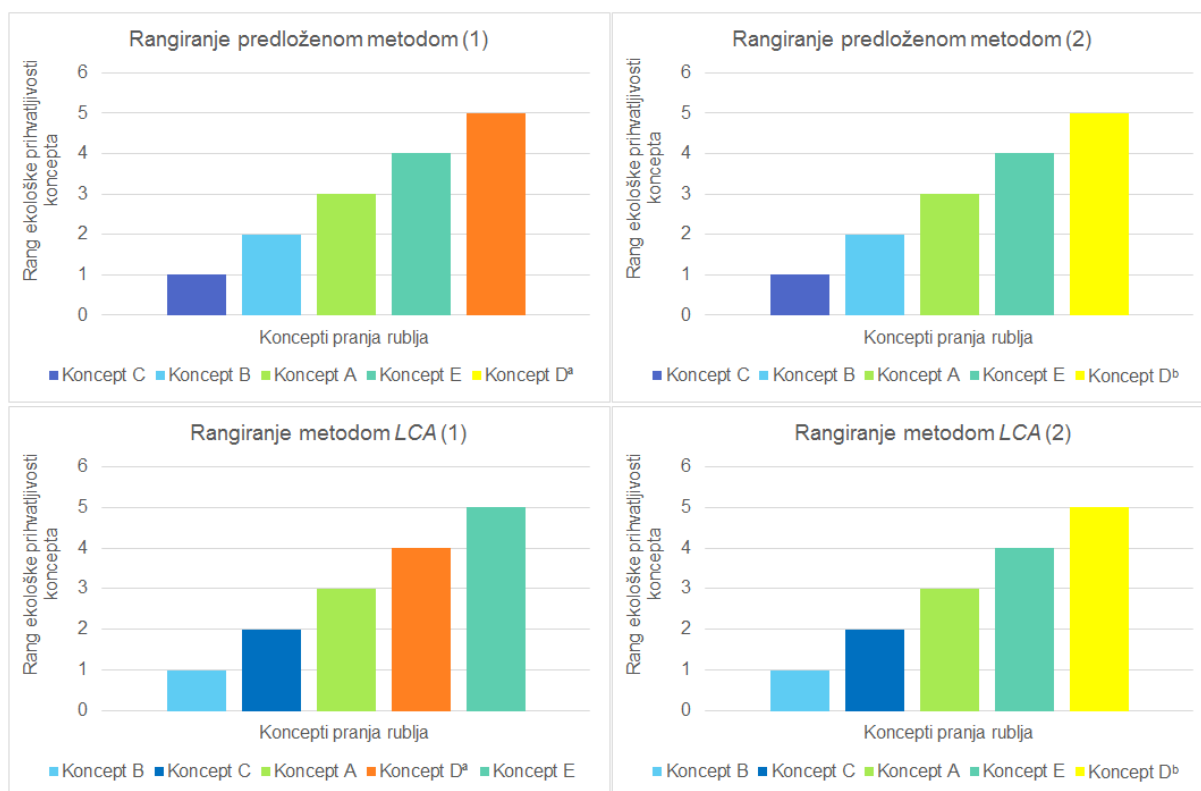 Rangiranje predloženom metodom (1)
Rang ekološke prihvatljivosti
koncepta
6
5
4
3
2
1
0
Koncepti pranja rublja
Koncept C Koncept B Koncept A Koncept E Koncept Dª
Rangiranje predloženom metodom (2)
Rang ekološke prihvatljivosti
koncepta
6
5
4
3
2
1
0
Koncepti pranja rublja
Koncept C Koncept B Koncept A Koncept E Koncept Dᵇ
Rangiranje metodom LCA (1)
Rang ekološke prihvatljivosti
koncepta
6
5
4
3
2
1
0
Koncepti pranja rublja
Koncept B Koncept C Koncept A Koncept Dª Koncept E
Rangiranje metodom LCA (2)
Rang ekološke prihvatljivosti
koncepta
6
5
4
3
2
1
0
Koncepti pranja rublja
Koncept B Koncept C Koncept A Koncept E Koncept Dᵇ